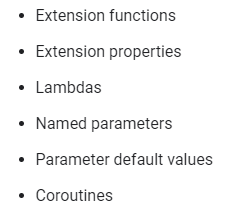 • Extension functions
• Extension properties
• Lambdas
• Named parameters
• Parameter default values
• Coroutines